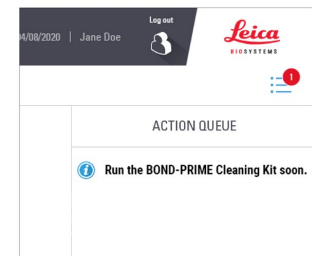 Log out
04/08/2020 | Jane Doe
Leica
BIOSYSTEMS
1
ACTION QUEUE
Run the BOND-PRIME Cleaning Kit soon.